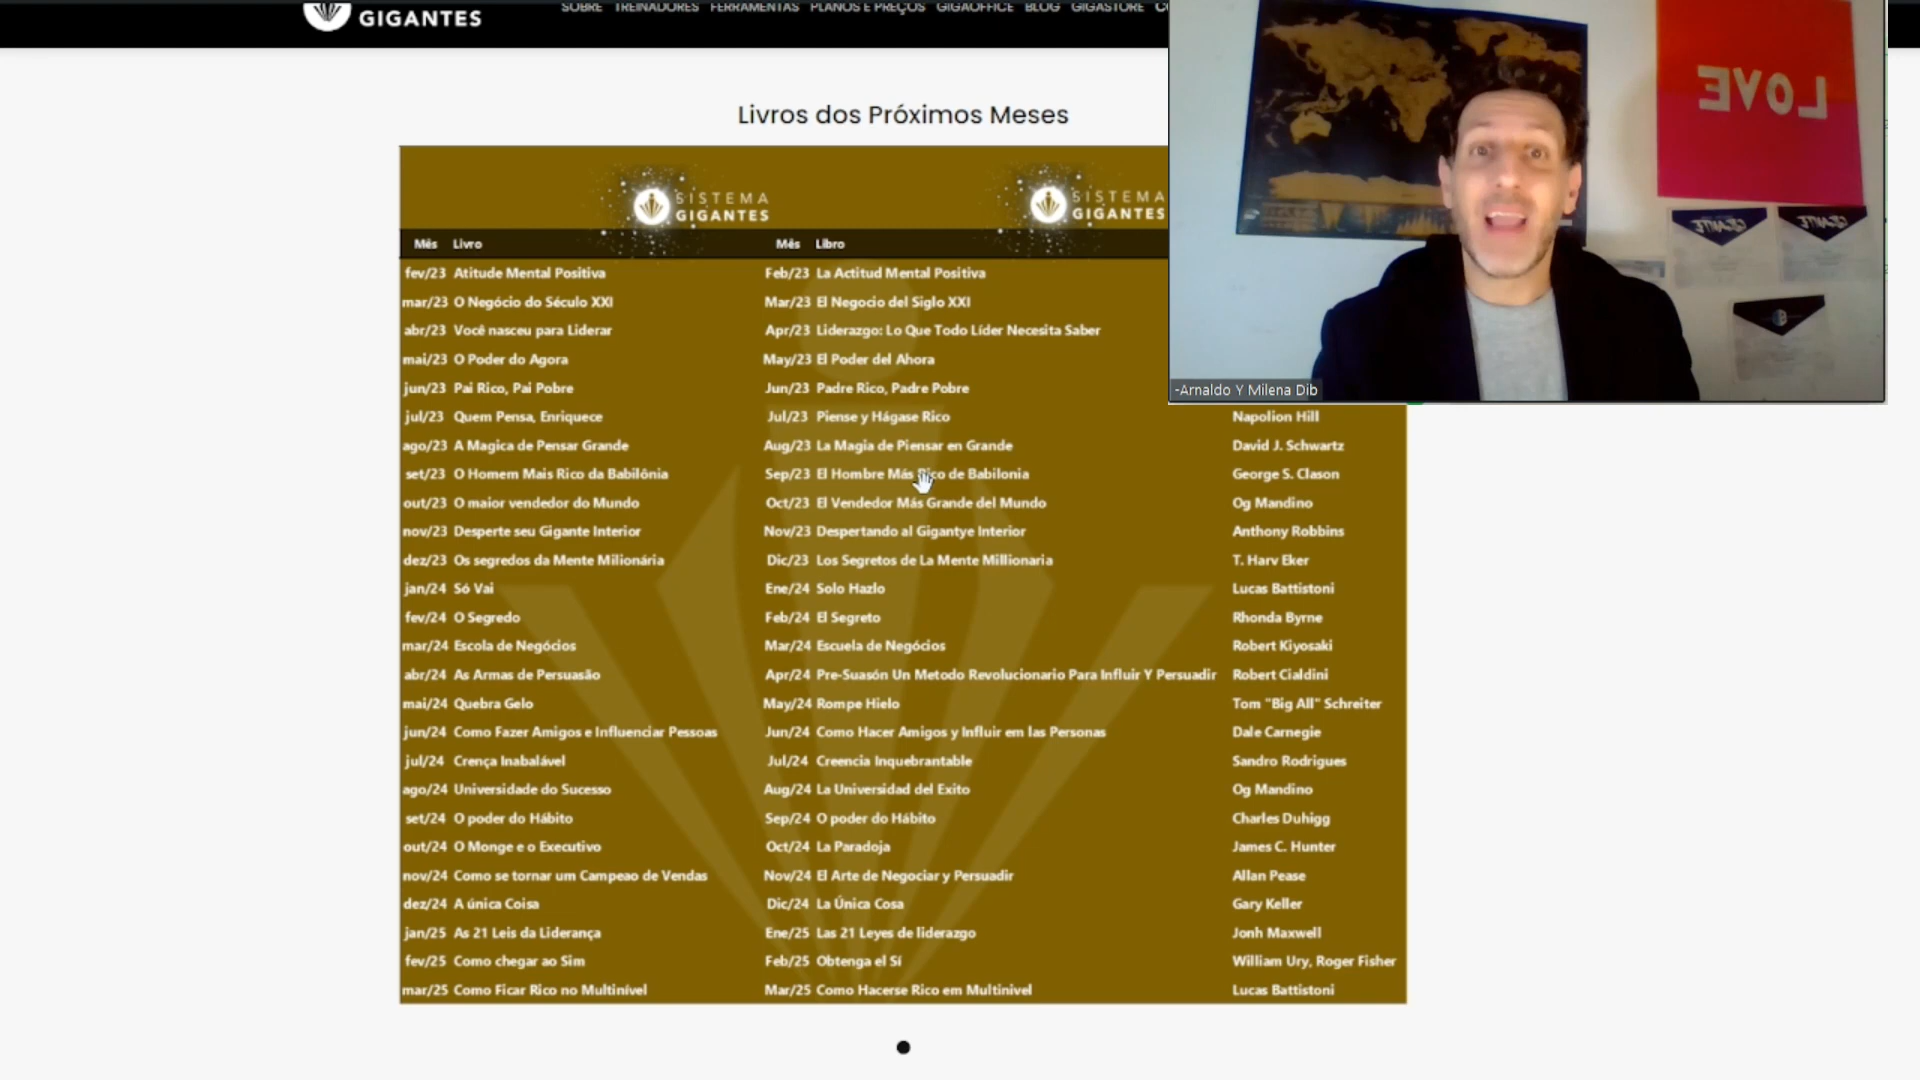 GIGANTES
SOBRE TREINADORES FERRAMENTAS PLANOS E PREÇOS GIGAOFFICE BLOG GIGASTORE
Livros dos Próximos Meses
SISTEMA GIGANTES SISTEMA GIGANTES
Mês Livro Mês Libro
fev/23 Atitude Mental Positiva Feb/23 La Actitud Mental Positiva
mar/23 O Negócio do Século XXI Mar/23 El Negocio del Siglo XXI
abr/23 Você nasceu para Liderar Apr/23 Liderazgo: Lo Que Todo Líder Necesita Saber
mai/23 O Poder do Agora May/23 El Poder del Ahora
jun/23 Pai Rico, Pai Pobre Jun/23 Padre Rico, Padre Pobre
jul/23 Quem Pensa, Enriquece Jul/23 Piense y Hágase Rico Napolion Hill
ago/23 A Magica de Pensar Grande Aug/23 La Magia de Piensar en Grande David J. Schwartz
set/23 O Homem Mais Rico da Babilônia Sep/23 El Hombre Más Rico de Babilonia George S. Clason
out/23 O maior vendedor do Mundo Oct/23 El Vendedor Más Grande del Mundo Og Mandino
nov/23 Desperte seu Gigante Interior Nov/23 Despertando al Gigantye Interior Anthony Robbins
dez/23 Os segredos da Mente Milionária Dic/23 Los Segretos de La Mente Millionaria T. Harv Eker
jan/24 Só Vai Ene/24 Solo Hazlo Lucas Battistoni
fev/24 O Segredo Feb/24 El Segreto Rhonda Byrne
mar/24 Escola de Negócios Mar/24 Escuela de Negócios Robert Kiyosaki
abr/24 As Armas de Persuasão Apr/24 Pre-Suasón Un Metodo Revolucionario Para Influir Y Persuadir Robert Cialdini
mai/24 Quebra Gelo May/24 Rompe Hielo Tom "Big All" Schreiter
jun/24 Como Fazer Amigos e Influenciar Pessoas Jun/24 Como Hacer Amigos y Influir em las Personas Dale Carnegie
jul/24 Crença Inabalável Jul/24 Creencia Inquebrantable Sandro Rodrigues
ago/24 Universidade do Sucesso Aug/24 La Universidad del Exito Og Mandino
set/24 O poder do Hábito Sep/24 O poder do Hábito Charles Duhigg
out/24 O Monge e o Executivo Oct/24 La Paradoja James C. Hunter
nov/24 Como se tornar um Campeao de Vendas Nov/24 El Arte de Negociar y Persuadir Allan Pease
dez/24 A única Coisa Dic/24 La Única Cosa Gary Keller
jan/25 As 21 Leis da Liderança Ene/25 Las 21 Leyes de liderazgo Jonh Maxwell
fev/25 Como chegar ao Sim Feb/25 Obtenga el Sí William Ury, Roger Fisher
mar/25 Como Ficar Rico no Multinível Mar/25 Como Hacerse Rico em Multinivel Lucas Battistoni
LOVE
GIGANTE GIGANTE
-Arnaldo Y Milena Dib